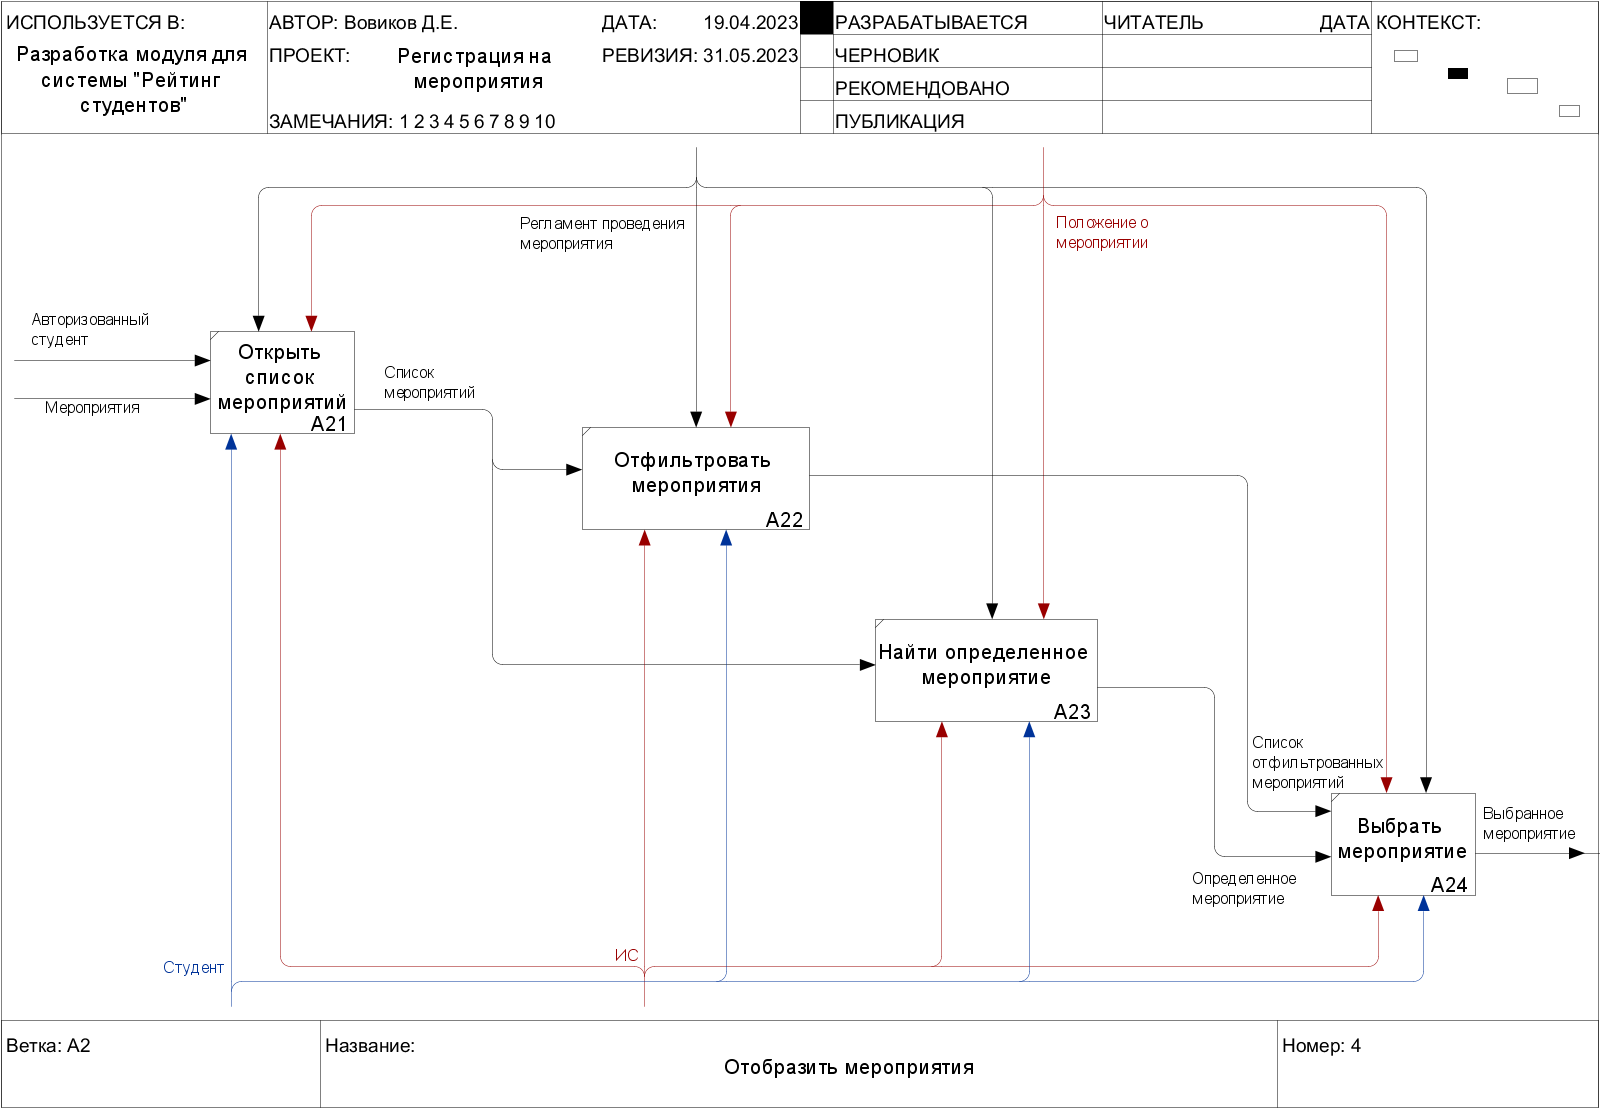 ИСПОЛЬЗУЕТСЯ В:
Разработка модуля для
системы "Рейтинг
студентов"
АВТОР: Вовиков Д.Е.
ДАТА: 19.04.2023
ПРОЕКТ: Регистрация на
мероприятия
РЕВИЗИЯ: 31.05.2023
ЗАМЕЧАНИЯ: 1 2 3 4 5 6 7 8 9 10
РАЗРАБАТЫВАЕТСЯ
ЧЕРНОВИК
РЕКОМЕНДОВАНО
ПУБЛИКАЦИЯ
ЧИТАТЕЛЬ
ДАТА
КОНТЕКСТ:
Регламент проведения
мероприятия
Положение о
мероприятии
Авторизованный
студент
Мероприятия
Открыть
список
мероприятий
A21
Список
мероприятий
Отфильтровать
мероприятия
A22
Найти определенное
мероприятие
A23
Список
отфильтрованных
мероприятий
Выбрать
мероприятие
A24
Выбранное
мероприятие
Определенное
мероприятие
ИС
Студент
Ветка: A2
Название:
Отобразить мероприятия
Номер: 4